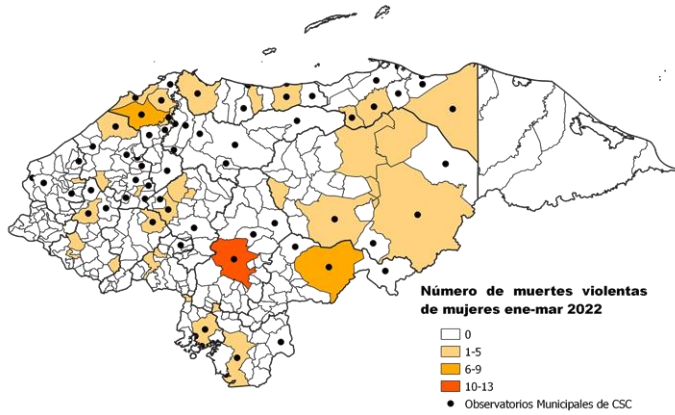 Número de muertes violentas
de mujeres ene-mar 2022
0
1-5
6-9
10-13
Observatorios Municipales de CSC